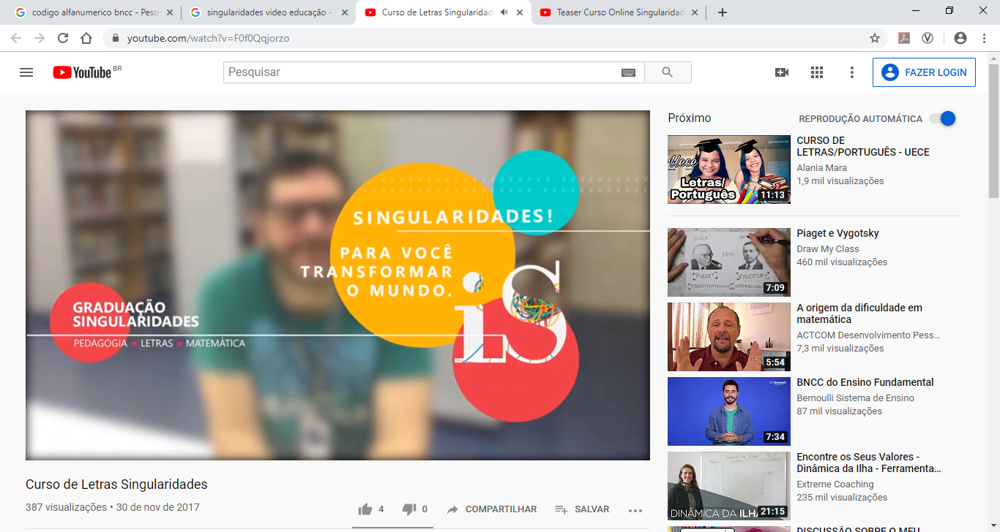 codigo alfanumerico bncc - Pesq
singularidades video educação -
Curso de Letras Singularidad
Teaser Curso Online Singularidad
youtube.com/watch?v=F0f0Qqjorzo
YouTube BR
Pesquisar
FAZER LOGIN
SINGULARIDADES!
PARA VOCÊ
TRANSFORMAR
O MUNDO.
iS
GRADUAÇÃO
SINGULARIDADES
PEDAGOGIA • LETRAS • MATEMÁTICA
Curso de Letras Singularidades
387 visualizações • 30 de nov de 2017
4
0
COMPARTILHAR
SALVAR
Próximo
REPRODUÇÃO AUTOMÁTICA
Uece
Letras/
Português
11:13
CURSO DE
LETRAS/PORTUGUÊS - UECE
Alania Mara
1,9 mil visualizações
SUÍÇA
1896
[PIAGET]
[VYGOTSKY]
7:09
Piaget e Vygotsky
Draw My Class
460 mil visualizações
5:54
A origem da dificuldade em
matemática
ACTCOM Desenvolvimento Pess...
7,3 mil visualizações
Bernoulli
7:34
BNCC do Ensino Fundamental
Bernoulli Sistema de Ensino
87 mil visualizações
DINÂMICA DA ILHA
21:15
Encontre os Seus Valores -
Dinâmica da Ilha - Ferramenta...
Extreme Coaching
235 mil visualizações
DISCUSSÃO SOBRE O MEU